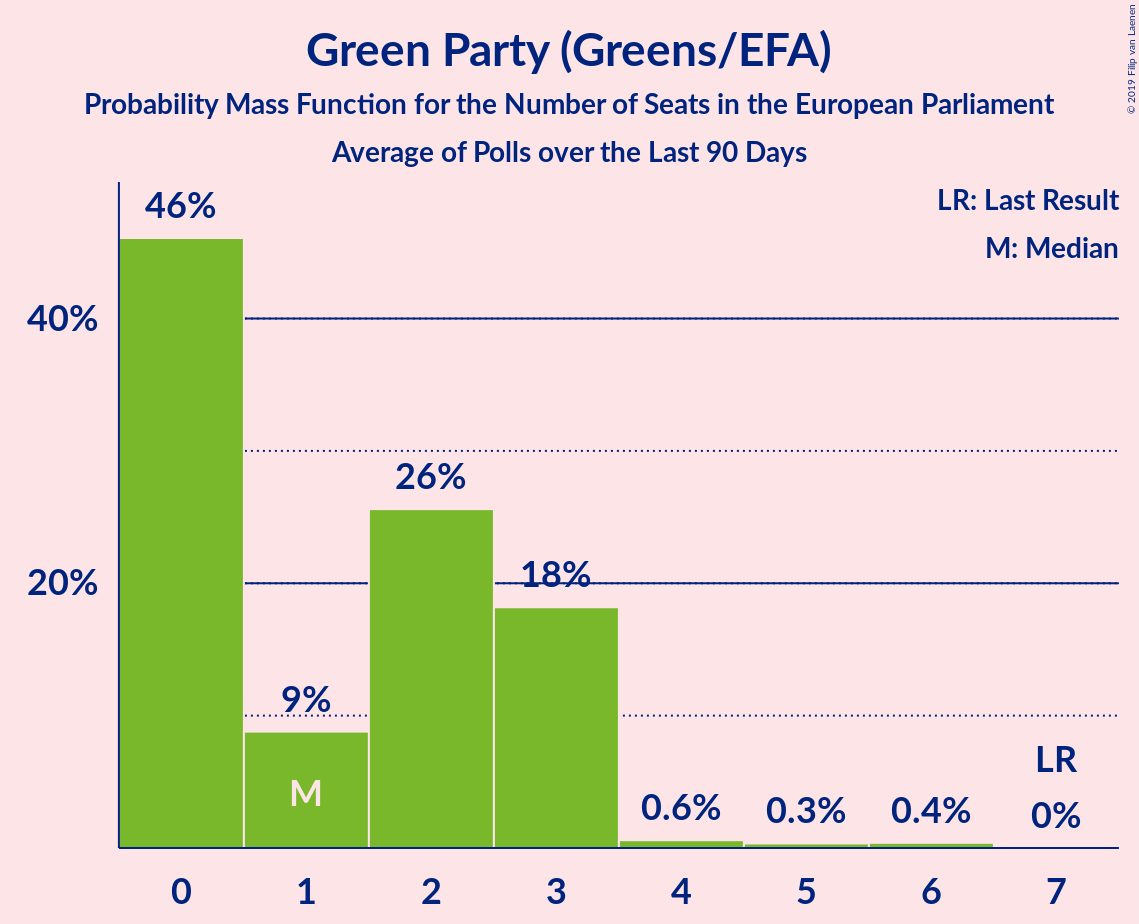 Green Party (Greens/EFA)
Probability Mass Function for the Number of Seats in the European Parliament
Average of Polls over the Last 90 Days
© 2019 Filip van Laenen
LR: Last Result
M: Median
46%
40%
26%
20%
18%
9%
M
0.6%
0.3%
0.4%
LR
0%
0 1 2 3 4 5 6 7